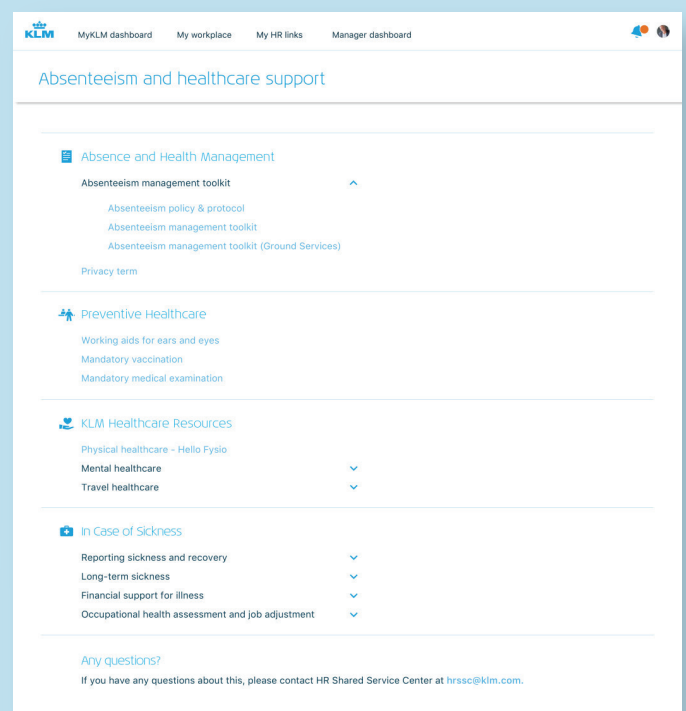 KLM
MyKLM dashboard My workplace My HR links Manager dashboard
Absenteeism and healthcare support
Absence and Health Management
Absenteeism management toolkit
Absenteeism policy & protocol
Absenteeism management toolkit
Absenteeism management toolkit (Ground Services)
Privacy term
Preventive Healthcare
Working aids for ears and eyes
Mandatory vaccination
Mandatory medical examination
KLM Healthcare Resources
Physical healthcare - Hello Fysio
Mental healthcare
Travel healthcare
In Case of Sickness
Reporting sickness and recovery
Long-term sickness
Financial support for illness
Occupational health assessment and job adjustment
Any questions?
If you have any questions about this, please contact HR Shared Service Center at hrssc@klm.com.